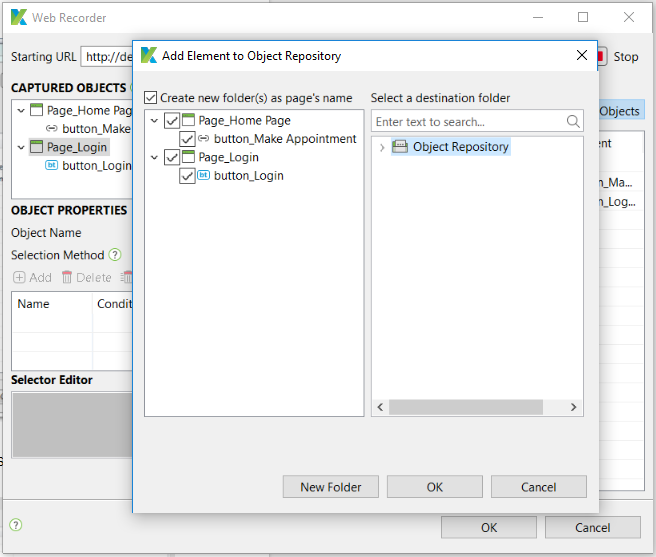 Web Recorder
Starting URL http://de
Stop
CAPTURED OBJECTS
Page_Home Pag
button_Make
Page_Login
button_Login
OBJECT PROPERTIES
Object Name
Selection Method
Add Delete
Name Condit
Selector Editor
Objects
n_Ma...
n_Log...
Add Element to Object Repository
Create new folder(s) as page's name
Page_Home Page
button_Make Appointment
Page_Login
button_Login
Select a destination folder
Enter text to search...
Object Repository
New Folder
OK
Cancel
OK
Cancel